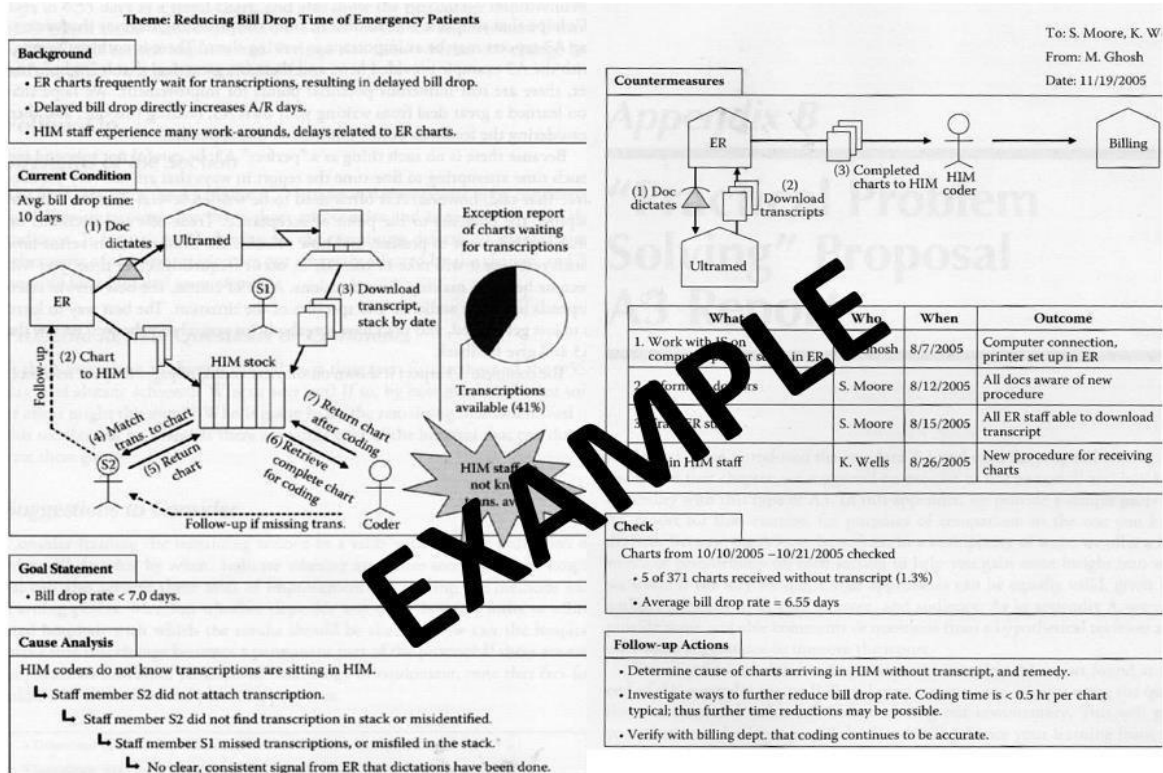 Theme: Reducing Bill Drop Time of Emergency Patients
Background
• ER charts frequently wait for transcriptions, resulting in delayed bill drop.
• Delayed bill drop directly increases A/R days.
• HIM staff experience many work-arounds, delays related to ER charts.
Current Condition
Avg. bill drop time:
10 days
(1) Doc
dictates
Ultramed
Exception report
of charts waiting
for transcriptions
ER
S1
(3) Download
transcript,
stack by date
Follow-up
(2) Chart
to HIM
HIM stock
Transcriptions
available (41%)
(4) Match
trans. to chart
(5) Return
chart
(7) Return chart
after coding
(6) Retrieve
complete chart
for coding
S2
HIM staff
not
trans.
Follow-up if missing trans.
Coder
Goal Statement
• Bill drop rate < 7.0 days.
Cause Analysis
HIM coders do not know transcriptions are sitting in HIM.
Staff member S2 did not attach transcription.
Staff member S2 did not find transcription in stack or misidentified.
Staff member S1 missed transcriptions, or misfiled in the stack.
No clear, consistent signal from ER that dictations have been done.
To: S. Moore, K. W
From: M. Ghosh
Date: 11/19/2005
Countermeasures
ER
Billing
(3) Completed
charts to HIM
HIM
coder
(1) Doc
dictates
(2)
Download
transcripts
Ultramed
Appendix B
"Practical Problem
Solving" Proposal
A3 Report
What Who When Outcome
1. Work with IS on in ER 8/7/2005 Computer connection,
printer set up in ER
2. S. Moore 8/12/2005 All docs aware of new
procedure
3. S. Moore 8/15/2005 All ER staff able to download
transcript
HIM staff K. Wells 8/26/2005 New procedure for receiving
charts
EXAMPLE
Check
Charts from 10/10/2005 –10/21/2005 checked
• 5 of 371 charts received without transcript (1.3%)
• Average bill drop rate = 6.55 days
Follow-up Actions
• Determine cause of charts arriving in HIM without transcript, and remedy.
• Investigate ways to further reduce bill drop rate. Coding time is < 0.5 hr per chart
typical; thus further time reductions may be possible.
• Verify with billing dept. that coding continues to be accurate.